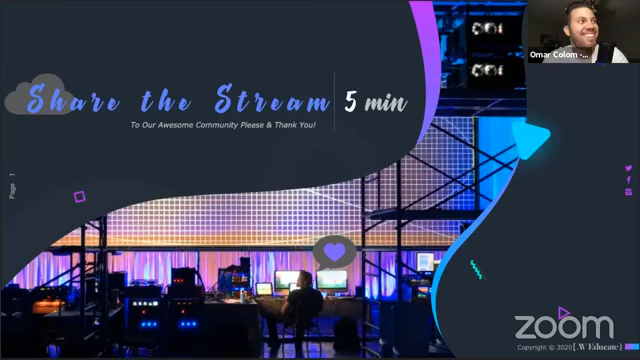 Omar Colom -...
Share the Stream 5 min
To Our Awesome Community Please & Thank You!
Page 1
zoom
Copyright © 2020 [.W Educate}